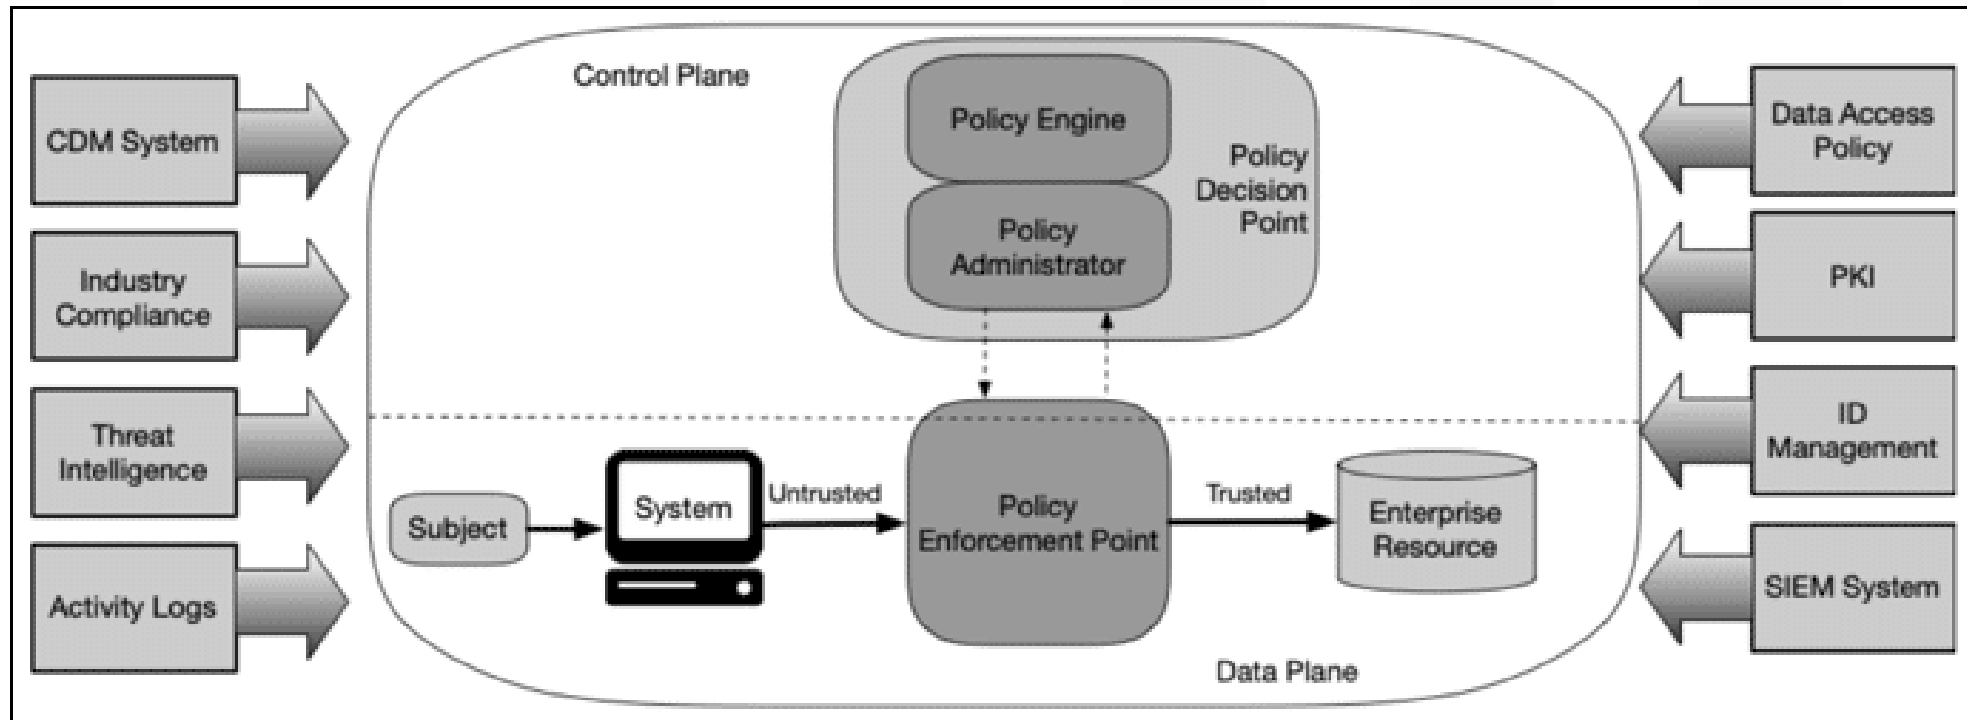 Control Plane
CDM System
Industry
Compliance
Threat
Intelligence
Activity Logs
Policy Engine
Policy
Administrator
Policy
Decision
Point
Subject
System
Untrusted
Policy
Enforcement Point
Trusted
Enterprise
Resource
Data Plane
Data Access
Policy
PKI
ID
Management
SIEM System